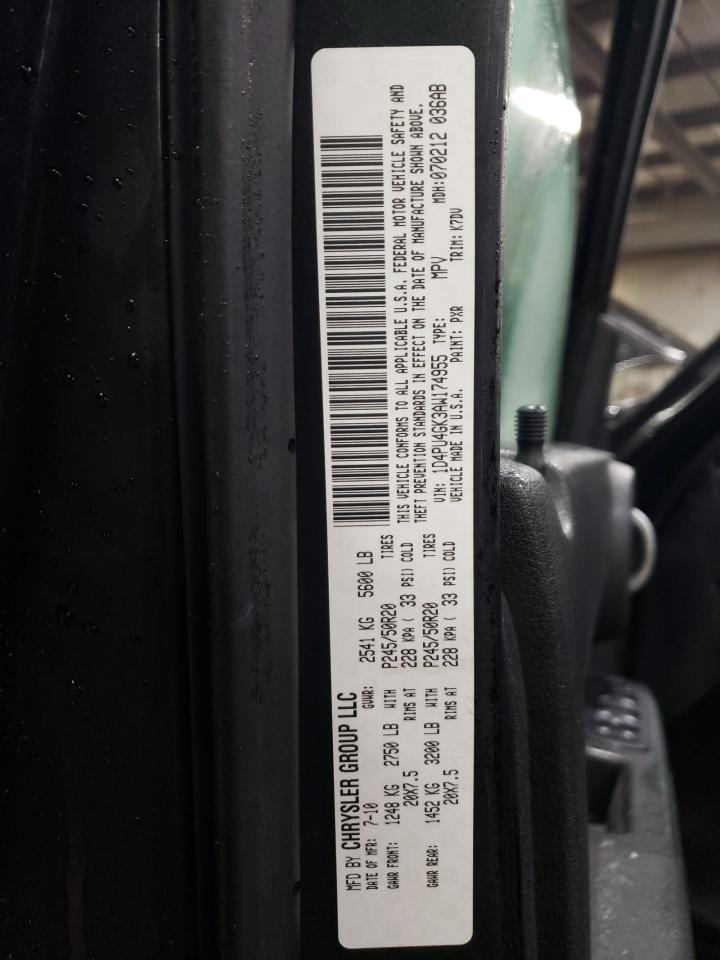 MFD BY CHRYSLER GROUP LLC
DATE OF MFR: 7-10 GVWR: 2541 KG 5600 LB
GAWR FRONT: 1248 KG 2750 LB WITH P245/50R20 TIRES
20X7.5 RIMS AT 228 KPA ( 33 PSI) COLD
GAWR REAR: 1452 KG 3200 LB WITH P245/50R20 TIRES
20X7.5 RIMS AT 228 KPA ( 33 PSI) COLD
THIS VEHICLE CONFORMS TO ALL APPLICABLE U.S.A. FEDERAL MOTOR VEHICLE SAFETY AND
THEFT PREVENTION STANDARDS IN EFFECT ON THE DATE OF MANUFACTURE SHOWN ABOVE.
VIN: 1D4PU4GK3AW174955 TYPE: MPV MDH:070212 036AB
VEHICLE MADE IN U.S.A. PAINT: PXR TRIM: K7DV